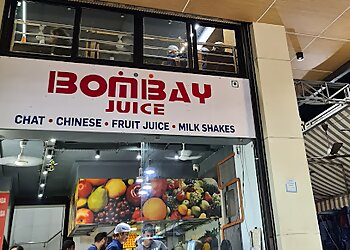 BOMBAY
JUICE
CHAT • CHINESE • FRUIT JUICE • MILK SHAKES